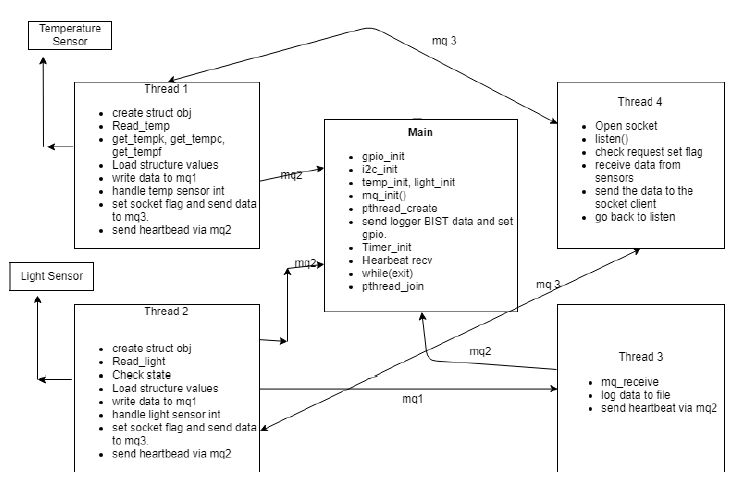 Temperature
Sensor
mq 3
Thread 1
create struct obj
Read_temp
get_tempk, get_tempc,
get_tempf
Load structure values
write data to mq1
handle temp sensor int
set socket flag and send data
to mq3.
send heartbead via mq2
mq2
Main
gpio_init
i2c_init
temp_init, light_init
mq_init()
pthread_create
send logger BIST data and set
gpio.
Timer_init
Hearbeat recv
while(exit)
pthread_join
Thread 4
Open socket
listen()
check request set flag
receive data from
sensors
send the data to the
socket client
go back to listen
Light Sensor
mq2
mq 3
Thread 2
create struct obj
Read_light
Check state
Load structure values
write data to mq1
handle light sensor int
set socket flag and send data
to mq3.
send heartbead via mq2
mq2
mq1
Thread 3
mq_receive
log data to file
send heartbeat via mq2